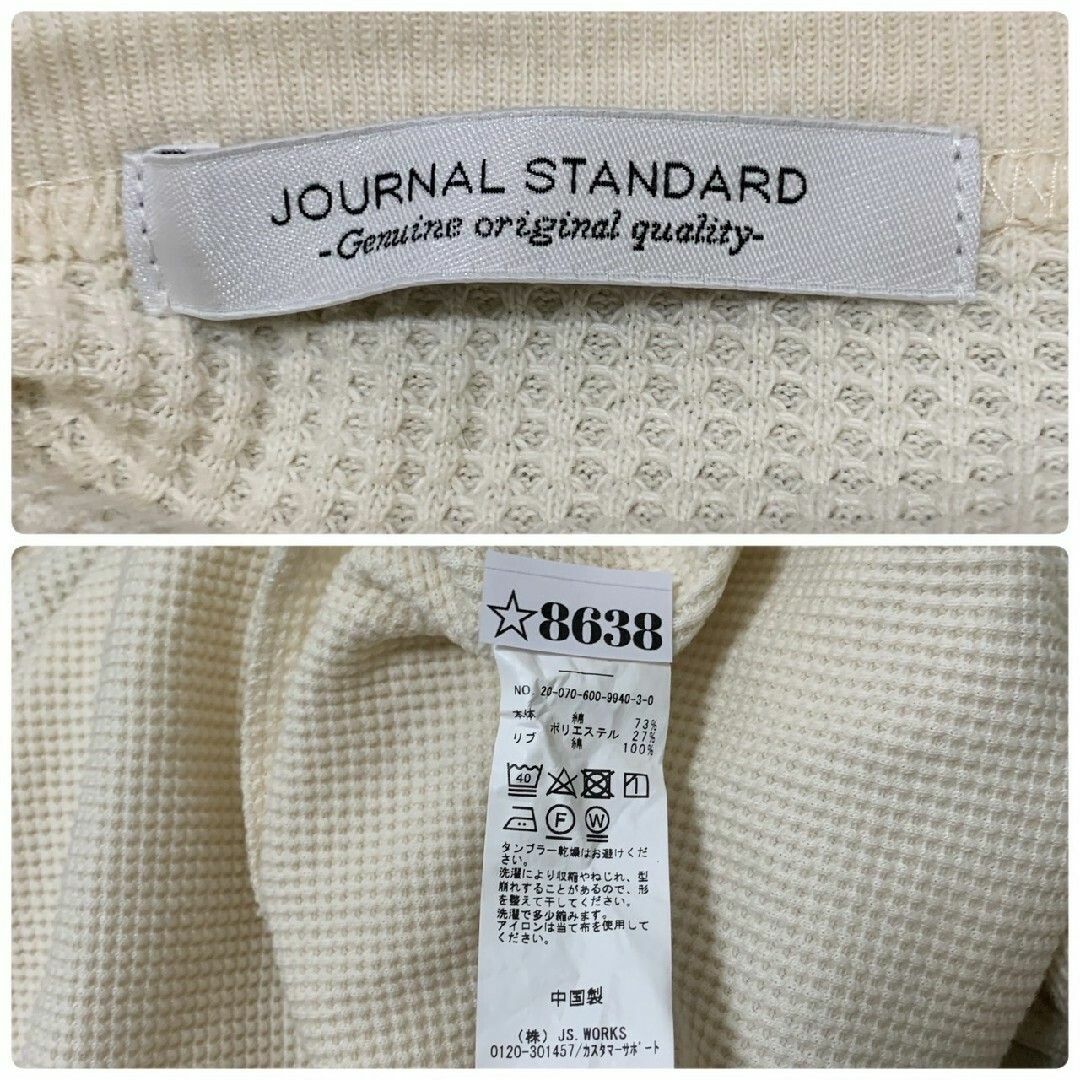 JOURNAL STANDARD
-Genuine original quality-
☆8638
NO. 20-070-600-9940-3-0
本体 綿 73%
ポリエステル 27%
リブ 綿 100%
40
F
W
タンブラー乾燥はお避けくだ
さい。
洗濯により収縮やねじれ、型
崩れすることがあるので、形
を整えて干してください。
洗濯で多少縮みます。
アイロンは当て布を使用して
ください。
中国製
(株) JS. WORKS
0120-301457/カスタマーサポート